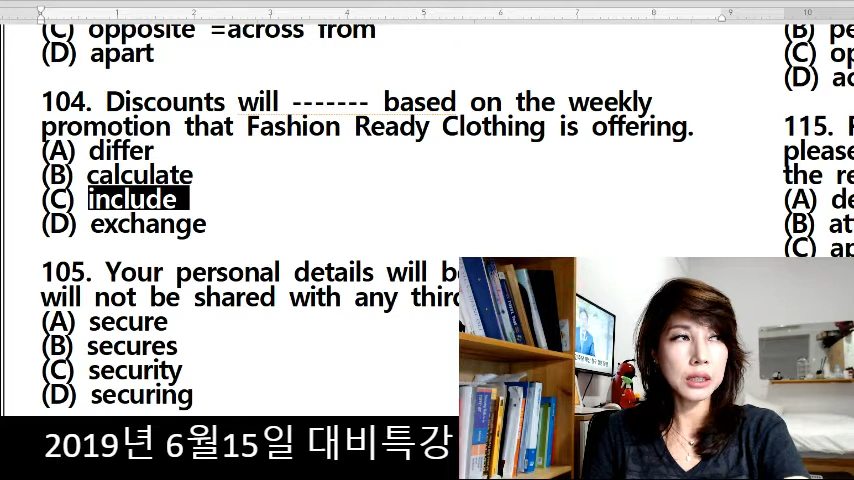 (C) opposite =across from
(D) apart
104. Discounts will ------- based on the weekly
promotion that Fashion Ready Clothing is offering.
(A) differ
(B) calculate
(C) include
(D) exchange
105. Your personal details will
will not be shared with any
(A) secure
(B) secures
(C) security
(D) securing
2019년 6월15일 대비특강
(B)
(C)
(D)
115.
please
the
(A)
(B)
(C)